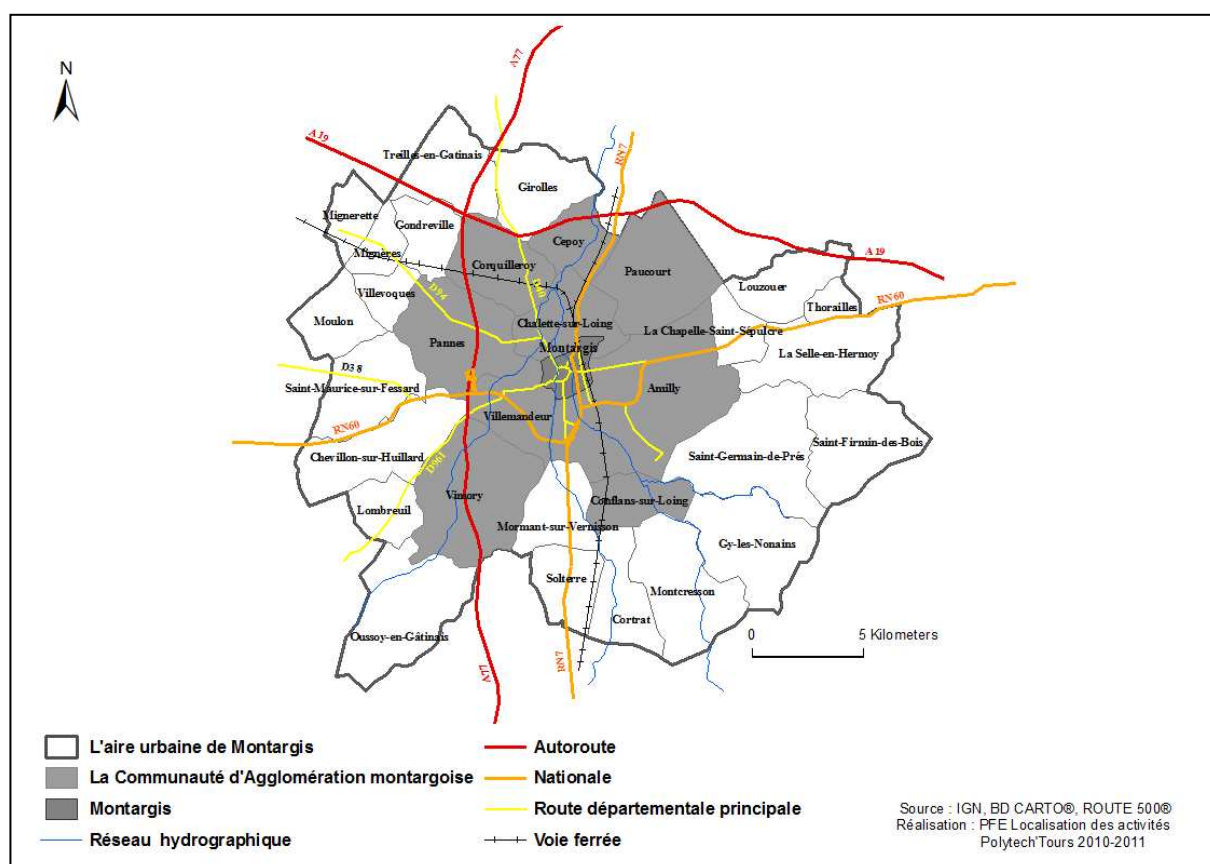 N
A77
A19
Treilles-en-Gatinais
RN7
Girolles
Mignerette
Gondreville
Cepoy
Mignères
Corquilleroy
Paucourt
A 19
Louzouer
Villevoques
D94
D40
Thorailles
RN60
Moulon
Chalette-sur-Loing
La Chapelle-Saint-Sépulcre
Pannes
Montargis
La Selle-en-Hermoy
D38
Saint-Maurice-sur-Fessard
Amilly
Villemandeur
RN60
Saint-Firmin-des-Bois
Chevillon-sur-Huillard
D961
Saint-Germain-de-Prés
Vimory
Conflans-sur-Loing
Lombreuil
Mormant-sur-Vernisson
Gy-les-Nonains
Solterre
Montcresson
Cortrat
Oussoy-en-Gâtinais
A77
RN7
0 5 Kilometers
L'aire urbaine de Montargis
La Communauté d'Agglomération montargoise
Montargis
Réseau hydrographique
Autoroute
Nationale
Route départementale principale
Voie ferrée
Source : IGN, BD CARTO®, ROUTE 500®
Réalisation : PFE Localisation des activités
Polytech'Tours 2010-2011